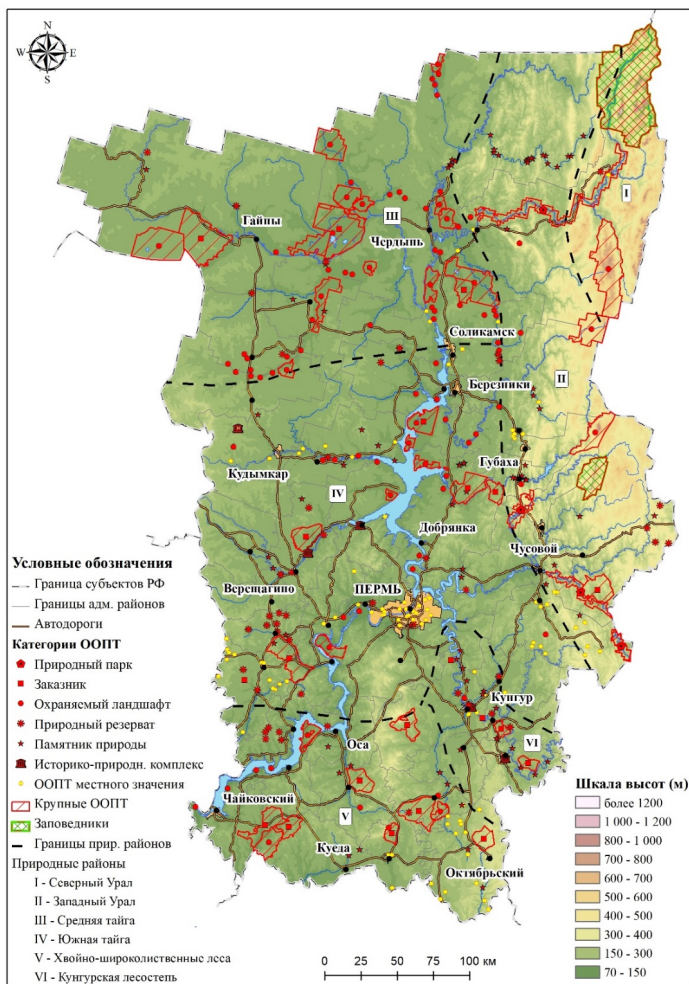 N
W E
S
I
Гайны
III
Чердынь
Соликамск
II
Березники
Губаха
Кудымкар
IV
Добрянка
Чусовой
Верещагино
ПЕРМЬ
Кунгур
VI
Оса
Чайковский
V
Куеда
Октябрьский
Условные обозначения
Граница субъектов РФ
Границы адм. районов
Автодороги
Категории ООПТ
Природный парк
Заказник
Охраняемый ландшафт
Природный резерват
Памятник природы
Историко-природн. комплекс
ООПТ местного значения
Крупные ООПТ
Заповедники
Границы прир. районов
Природные районы
I - Северный Урал
II - Западный Урал
III - Средняя тайга
IV - Южная тайга
V - Хвойно-широколиственные леса
VI - Кунгурская лесостепь
0 25 50 75 100 км
Шкала высот (м)
более 1200
1 000 - 1 200
800 - 1 000
700 - 800
600 - 700
500 - 600
400 - 500
300 - 400
150 - 300
70 - 150